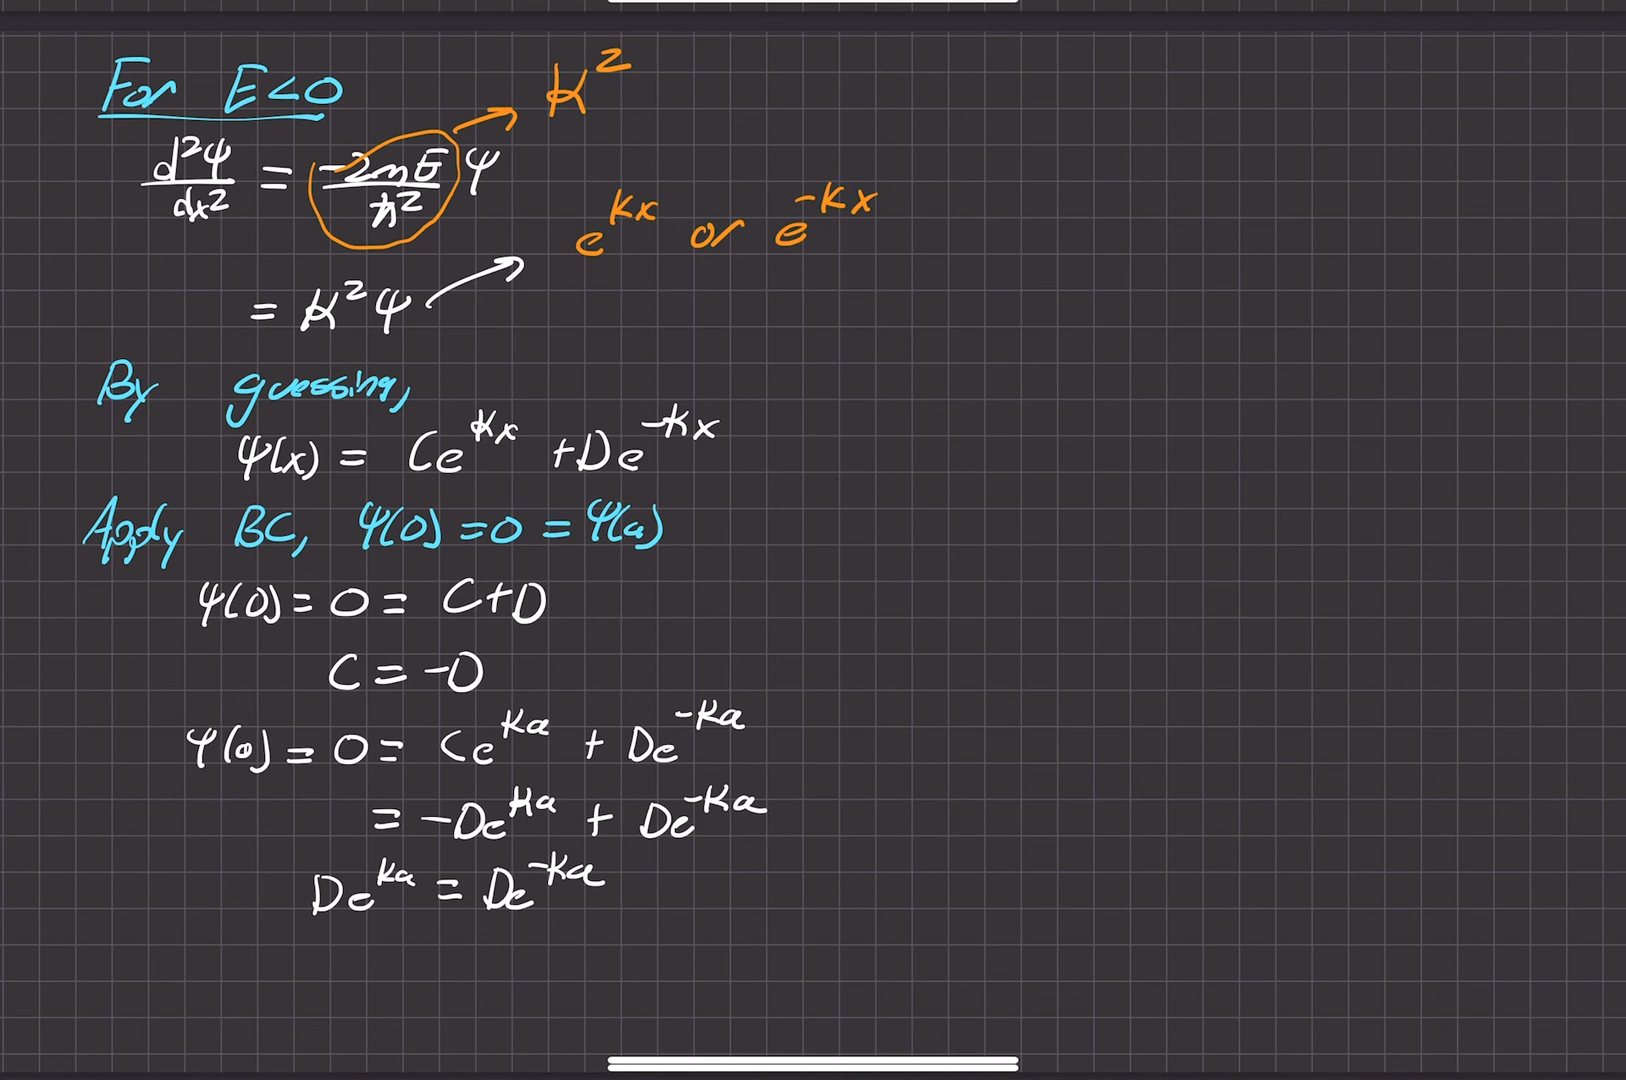 For E<0
K²
d²Ψ/dx² = -2mE/ħ² Ψ
e^Kx or e^-Kx
= K²Ψ
By guessing,
Ψ(x) = Ce^Kx + De^-Kx
Apply BC, Ψ(0) = 0 = Ψ(a)
Ψ(0) = 0 = C+D
C = -D
Ψ(a) = 0 = Ce^Ka + De^-Ka
= -De^Ka + De^-Ka
De^Ka = De^-Ka